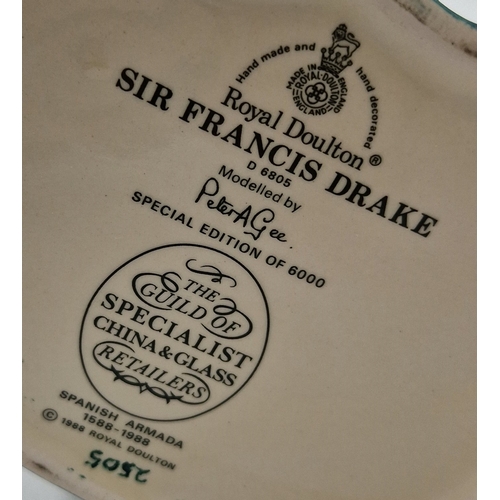 Hand made and hand decorated
MADE IN ENGLAND
ROYAL DOULTON
ENGLAND
Royal Doulton ®
SIR FRANCIS DRAKE
D 6805
Modelled by
Peter A Gee.
SPECIAL EDITION OF 6000
THE
GUILD OF
SPECIALIST
CHINA & GLASS
RETAILERS
SPANISH ARMADA
1588-1988
© 1988 ROYAL DOULTON
2505